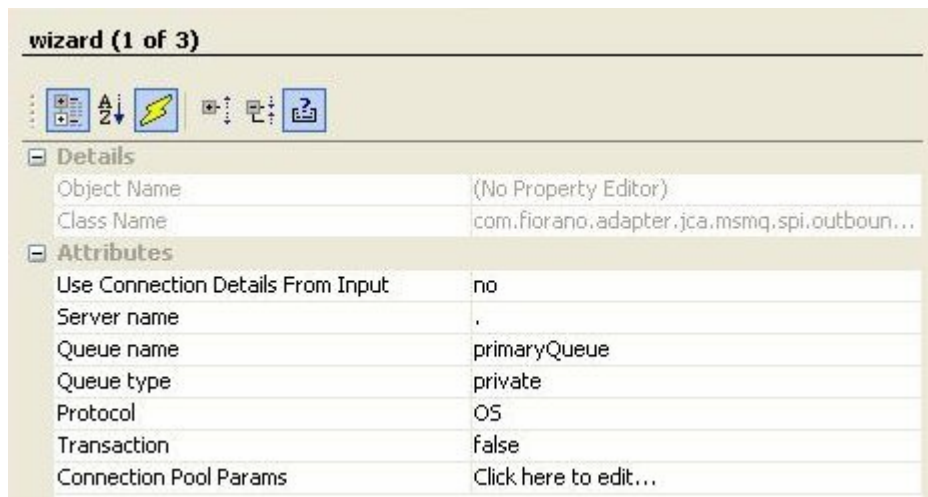 wizard (1 of 3)
Details
Object Name (No Property Editor)
Class Name com.fiorano.adapter.jca.msmq.spi.outboun...
Attributes
Use Connection Details From Input no
Server name .
Queue name primaryQueue
Queue type private
Protocol OS
Transaction false
Connection Pool Params Click here to edit...